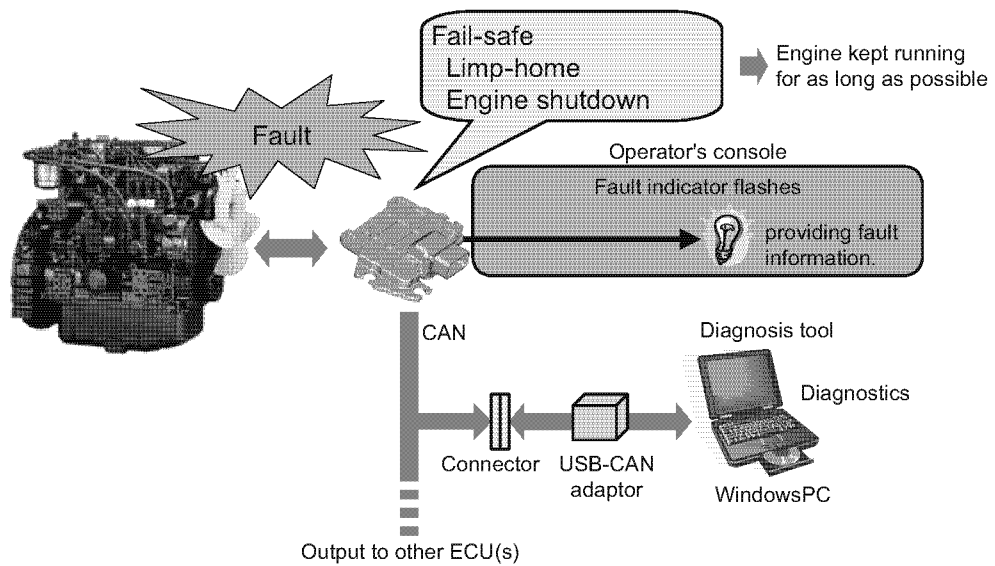 Fail-safe
Limp-home
Engine shutdown
Engine kept running
for as long as possible
Fault
Operator's console
Fault indicator flashes
providing fault
information.
CAN
Diagnosis tool
Diagnostics
Connector
USB-CAN
adaptor
WindowsPC
Output to other ECU(s)